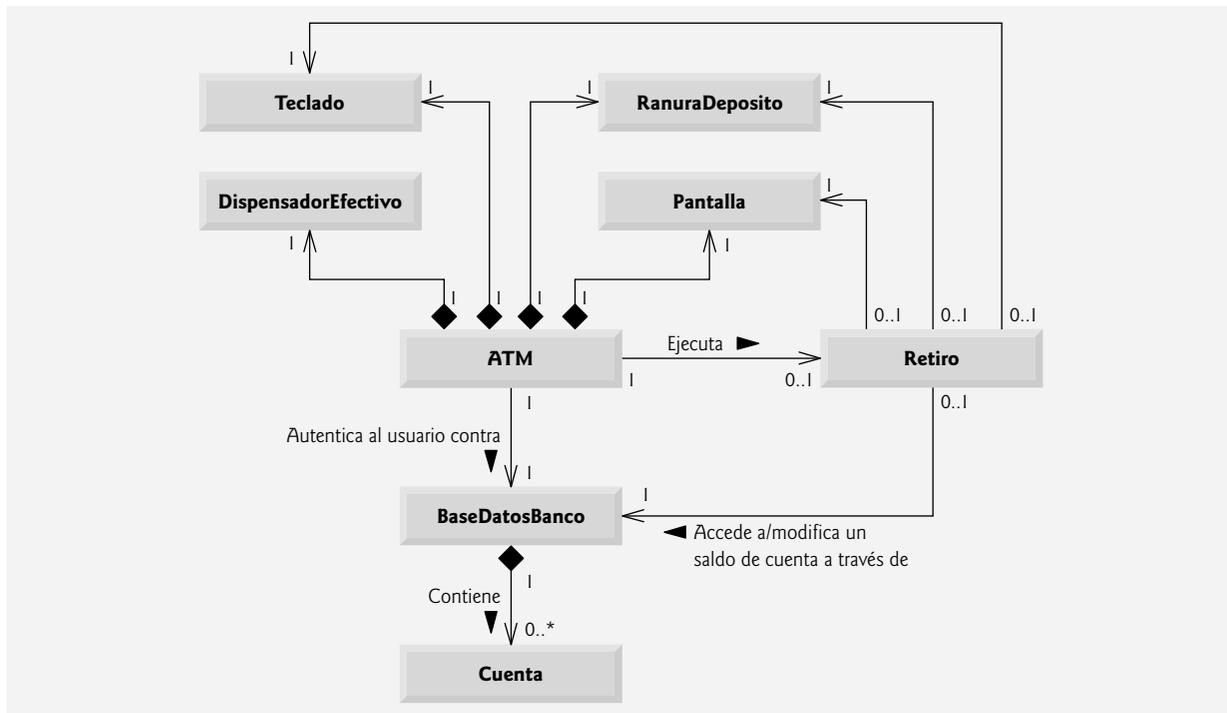 1
Teclado
1
1
RanuraDeposito
1
DispensadorEfectivo
1
Pantalla
1
1
1
1
1
1
0..1
0..1
0..1
ATM
Ejecuta
Retiro
1
0..1
1
0..1
Autentica al usuario contra
1
1
BaseDatosBanco
Accede a/modifica un
saldo de cuenta a través de
1
Contiene
0..*
Cuenta